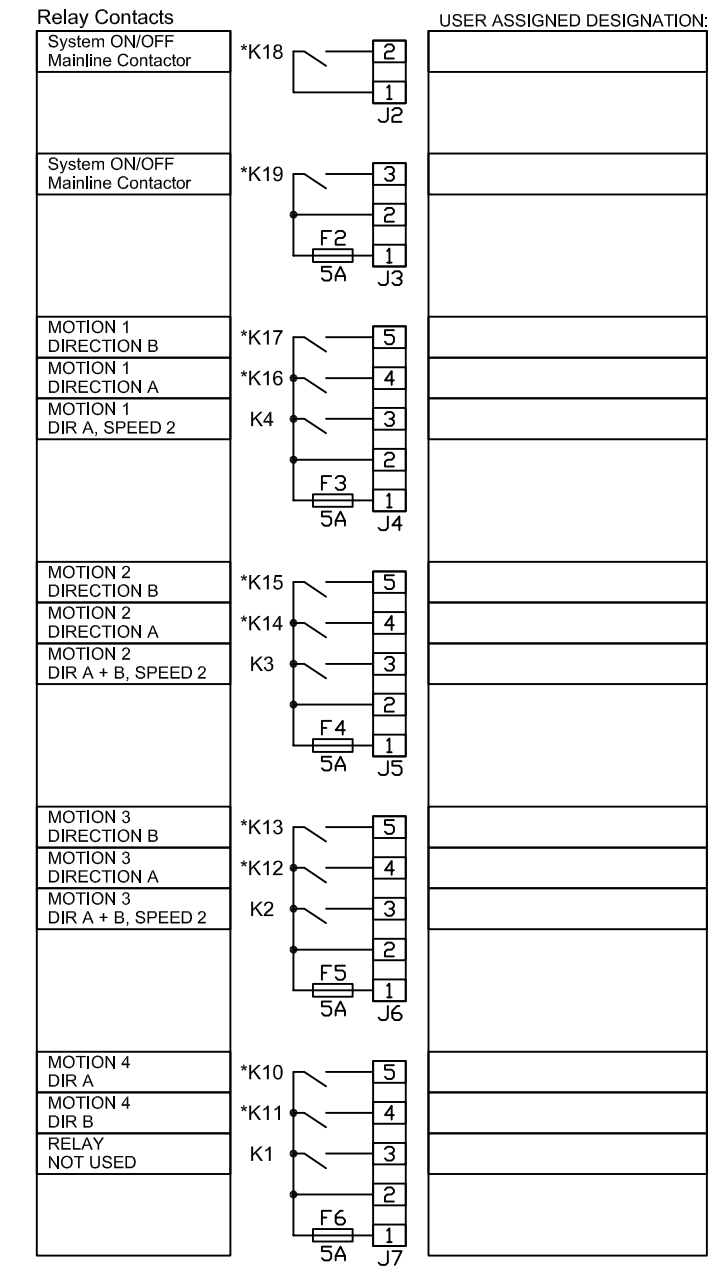 Relay Contacts
USER ASSIGNED DESIGNATION:
System ON/OFF
Mainline Contactor
*K18
2
1
J2
System ON/OFF
Mainline Contactor
*K19
3
2
F2
1
5A
J3
MOTION 1
DIRECTION B
*K17
5
MOTION 1
DIRECTION A
*K16
4
MOTION 1
DIR A, SPEED 2
K4
3
2
F3
1
5A
J4
MOTION 2
DIRECTION B
*K15
5
MOTION 2
DIRECTION A
*K14
4
MOTION 2
DIR A + B, SPEED 2
K3
3
2
F4
1
5A
J5
MOTION 3
DIRECTION B
*K13
5
MOTION 3
DIRECTION A
*K12
4
MOTION 3
DIR A + B, SPEED 2
K2
3
2
F5
1
5A
J6
MOTION 4
DIR A
*K10
5
MOTION 4
DIR B
*K11
4
RELAY
NOT USED
K1
3
2
F6
1
5A
J7